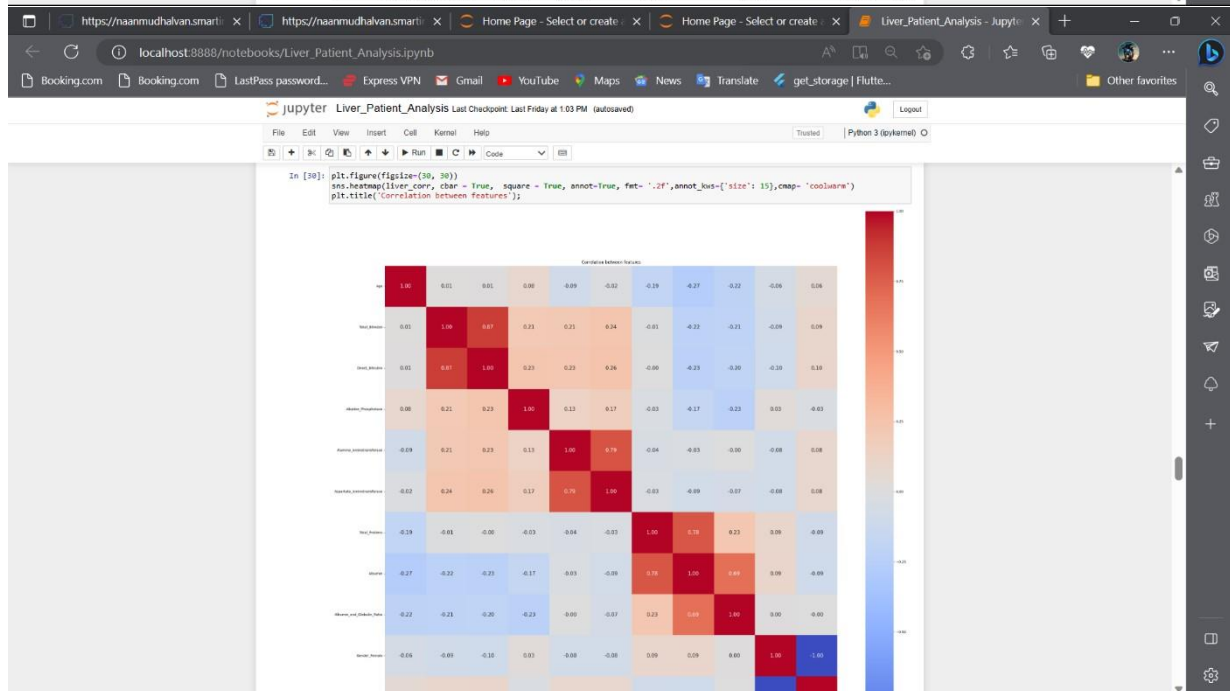 https://naanmudhalvan.smartin
https://naanmudhalvan.smartin
Home Page - Select or create a
Home Page - Select or create a
Liver_Patient_Analysis - Jupyte
localhost:8888/notebooks/Liver_Patient_Analysis.ipynb
Booking.com
Booking.com
LastPass password...
Express VPN
Gmail
YouTube
Maps
News
Translate
get_storage | Flutte...
Other favorites
jupyter Liver_Patient_Analysis Last Checkpoint: Last Friday at 1:03 PM (autosaved)
Logout
File Edit View Insert Cell Kernel Help
Trusted
Python 3 (ipykernel)
Run
Code
In [30]: plt.figure(figsize=(30, 30))
sns.heatmap(liver_corr, cbar = True, square = True, annot=True, fmt= '.2f',annot_kws={'size': 15},cmap= 'coolwarm')
plt.title('Correlation between features');
Correlation between features
Age 1.00 0.01 0.01 0.08 -0.09 -0.02 -0.19 -0.27 -0.22 -0.06 0.06
Total_Bilirubin 0.01 1.00 0.87 0.21 0.21 0.24 -0.01 -0.22 -0.21 -0.09 0.09
Direct_Bilirubin 0.01 0.87 1.00 0.23 0.23 0.26 -0.00 -0.23 -0.20 -0.10 0.10
0.08 0.21 0.23 1.00 0.13 0.17 -0.03 -0.17 -0.23 0.03 -0.03
-0.09 0.21 0.23 0.13 1.00 0.79 -0.04 -0.03 -0.00 -0.08 0.08
-0.02 0.24 0.26 0.17 0.79 1.00 -0.03 -0.09 -0.07 -0.08 0.08
-0.19 -0.01 -0.00 -0.03 -0.04 -0.03 1.00 0.78 0.23 0.09 -0.09
Albumin -0.27 -0.22 -0.23 -0.17 -0.03 -0.09 0.78 1.00 0.69 0.09 -0.09
Albumin_and_Globulin_Ratio -0.22 -0.21 -0.20 -0.23 -0.00 -0.07 0.23 0.69 1.00 0.00 -0.00
Gender_Female -0.06 -0.09 -0.10 0.03 -0.08 -0.08 0.09 0.09 0.00 1.00 -1.00